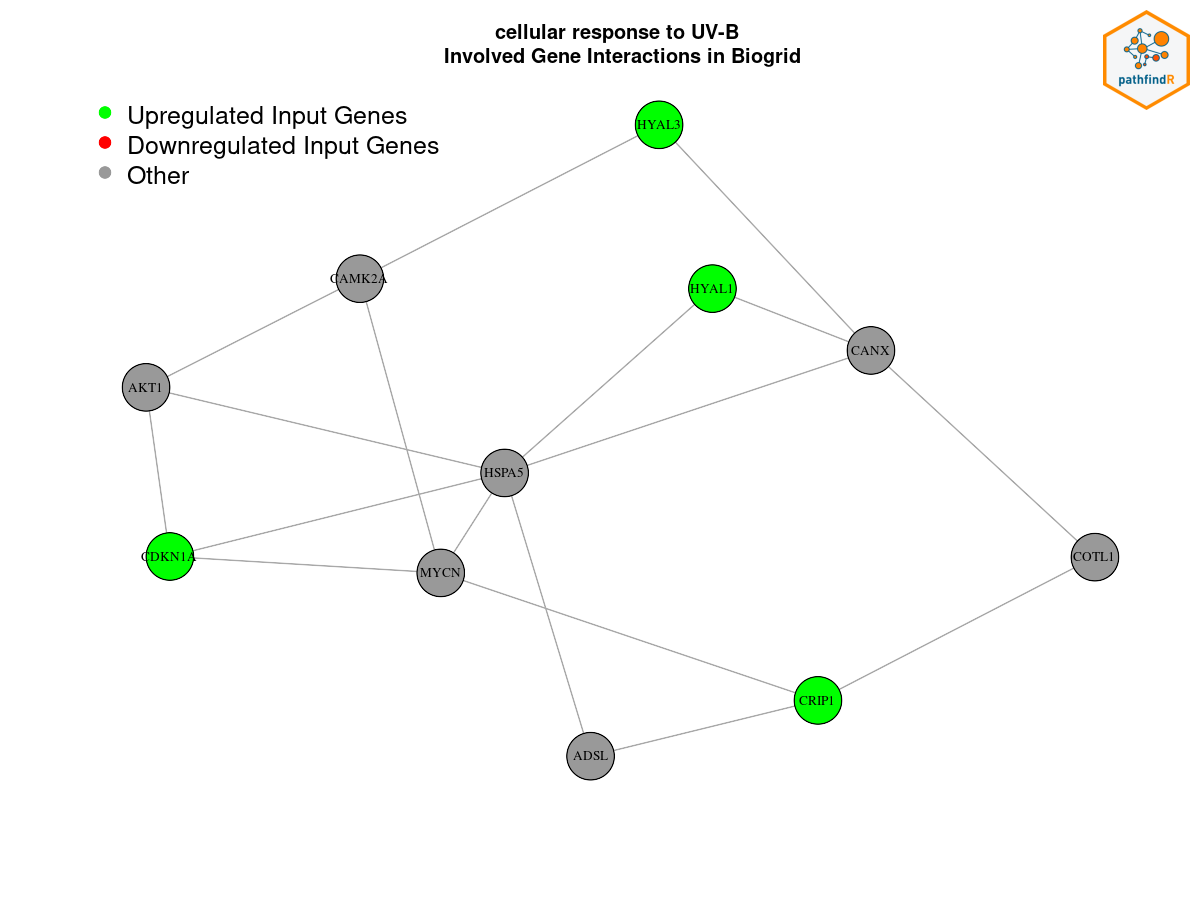 cellular response to UV-B
Involved Gene Interactions in Biogrid
pathfindR
Upregulated Input Genes
Downregulated Input Genes
Other
HYAL3
CAMK2A
HYAL1
CANX
AKT1
HSPA5
CDKN1A
MYCN
COTL1
CRIP1
ADSL